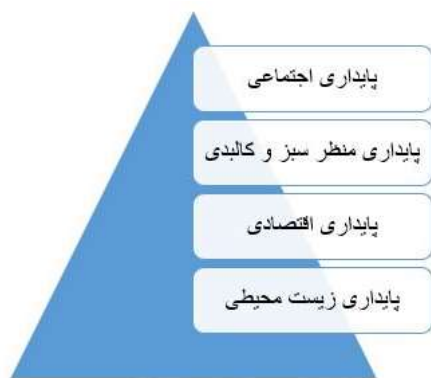 پایداری اجتماعی
پایداری منظر سبز و کالبدی
پایداری اقتصادی
پایداری زیست محیطی